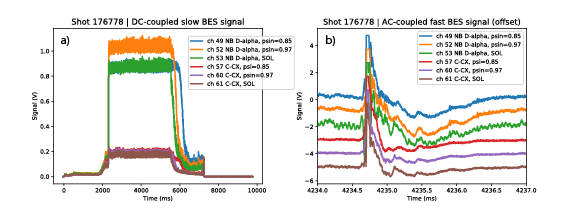 Shot 176778 | DC-coupled slow BES signal
a)
ch 49 NB D-alpha, psin=0.85
ch 52 NB D-alpha, psin=0.97
ch 53 NB D-alpha, SOL
ch 57 C-CX, psi=0.85
ch 60 C-CX, psin=0.97
ch 61 C-CX, SOL
Signal (V)
1.0
0.8
0.6
0.4
0.2
0.0
0 2000 4000 6000 8000 10000
Time (ms)
Shot 176778 | AC-coupled fast BES signal (offset)
b)
ch 49 NB D-alpha, psin=0.85
ch 52 NB D-alpha, psin=0.97
ch 53 NB D-alpha, SOL
ch 57 C-CX, psin=0.85
ch 60 C-CX, psin=0.97
ch 61 C-CX, SOL
Signal (V)
4
2
0
−2
−4
−6
4234.0 4234.5 4235.0 4235.5 4236.0 4236.5 4237.0
Time (ms)